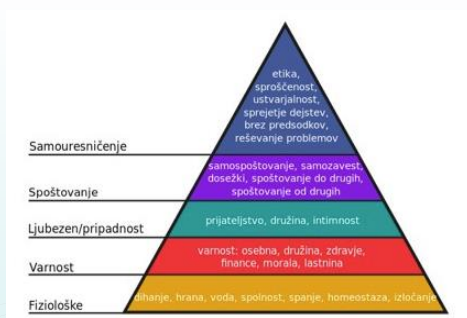 etika,
sproščenost,
ustvarjalnost,
sprejetje dejstev,
brez predsodkov,
reševanje problemov
Samouresničenje
samospoštovanje, samozavest,
dosežki, spoštovanje do drugih,
spoštovanje od drugih
Spoštovanje
prijateljstvo, družina, intimnost
Ljubezen/pripadnost
varnost: osebna, družina, zdravje,
finance, morala, lastnina
Varnost
dihanje, hrana, voda, spolnost, spanje, homeostaza, izločanje
Fiziološke